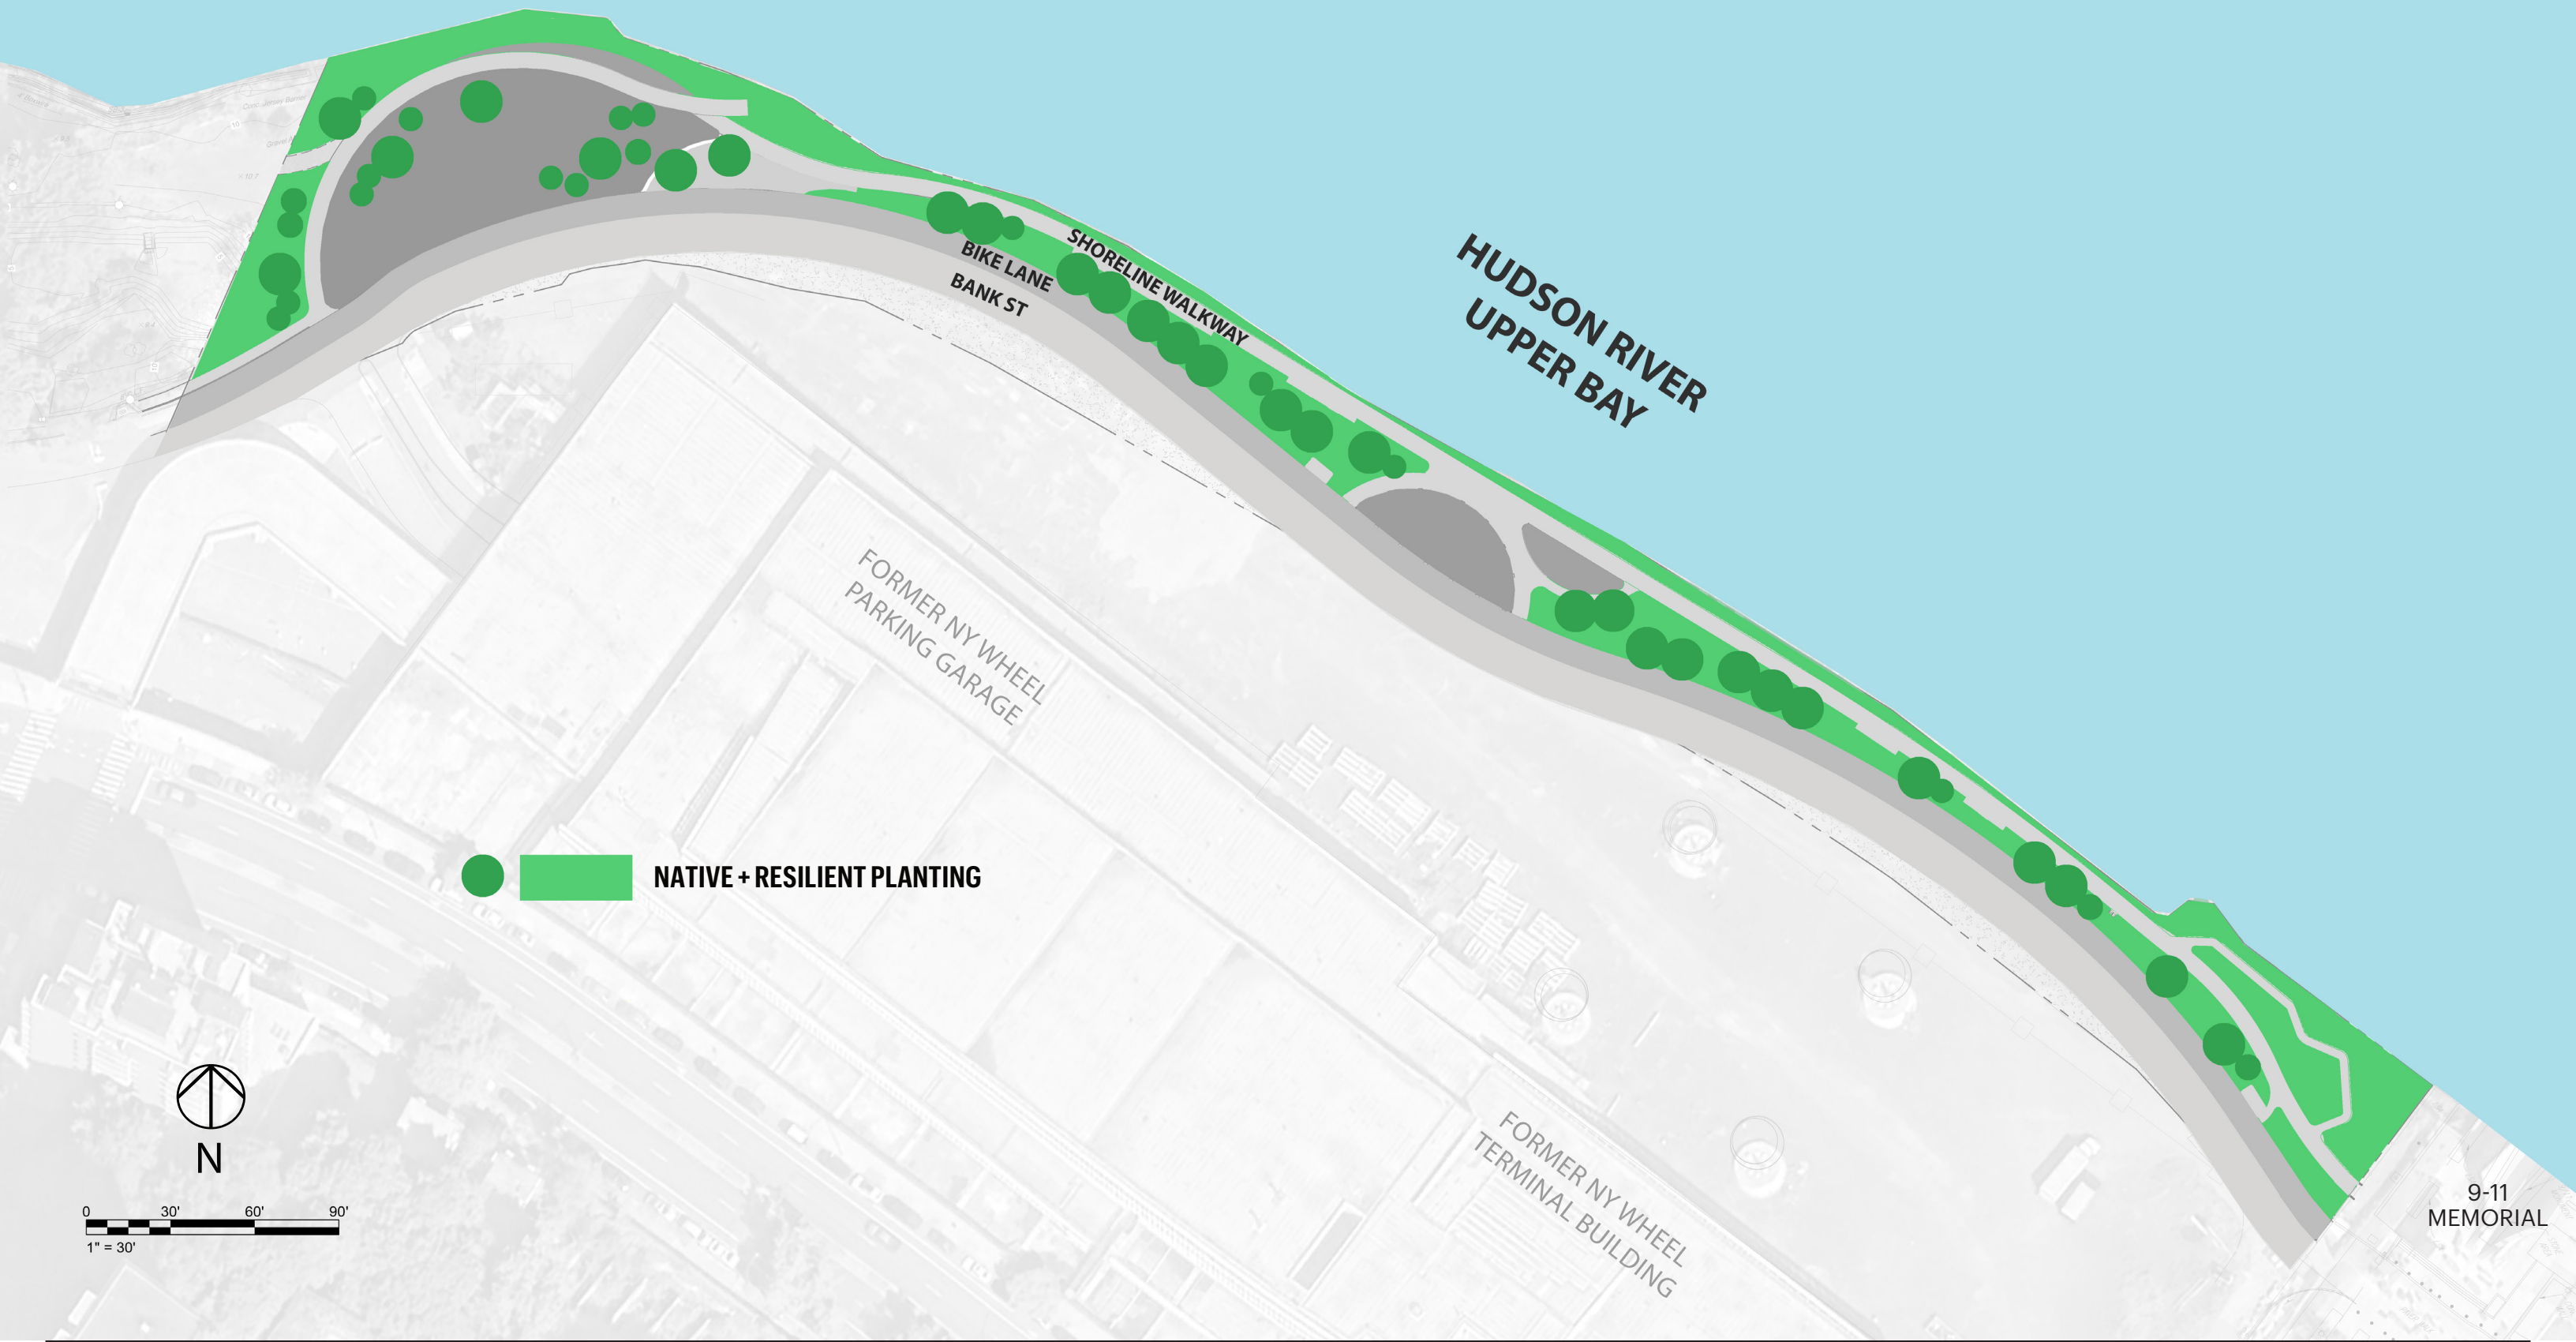 HUDSON RIVER
UPPER BAY
SHORELINE WALKWAY
BIKE LANE
BANK ST
FORMER NY WHEEL
PARKING GARAGE
NATIVE + RESILIENT PLANTING
FORMER NY WHEEL
TERMINAL BUILDING
9-11
MEMORIAL
N
0 30' 60' 90'
1" = 30'